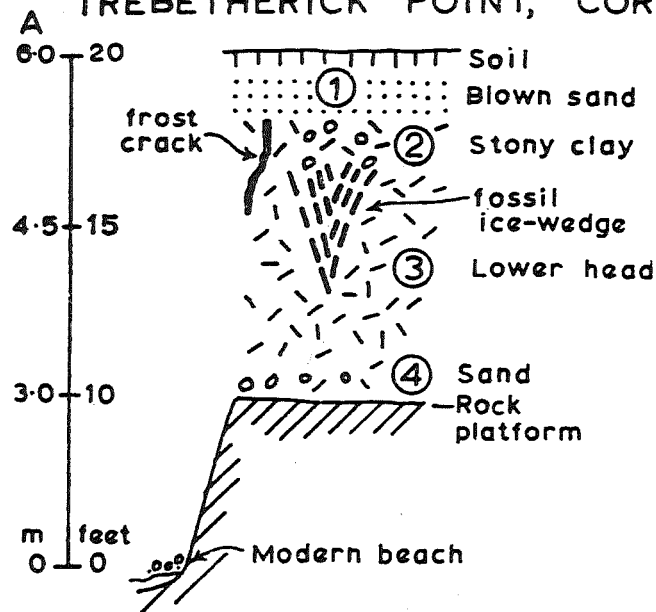 TREBETHERICK POINT, COR
A
6·0 20
Soil
1
Blown sand
frost
crack
2 Stony clay
fossil
ice-wedge
4·5 15
3 Lower head
4 Sand
3·0 10
Rock
platform
m feet
0 0
Modern beach